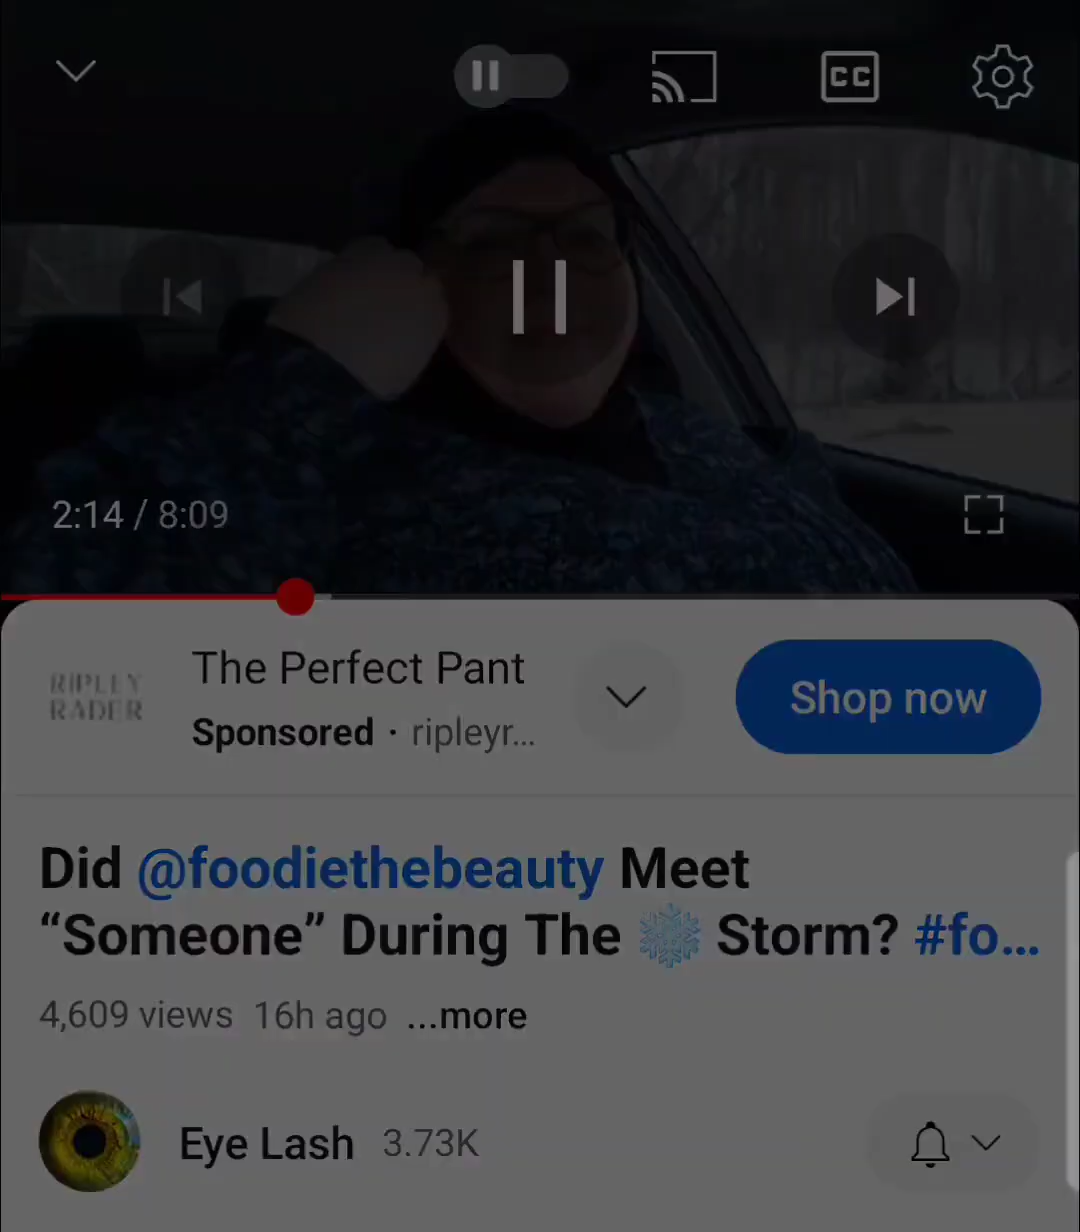 CC
2:14 / 8:09
RIPLEY
RADER
The Perfect Pant
Sponsored · ripleyr...
Shop now
Did @foodiethebeauty Meet
“Someone” During The ❄️ Storm? #fo...
4,609 views 16h ago ...more
Eye Lash 3.73K